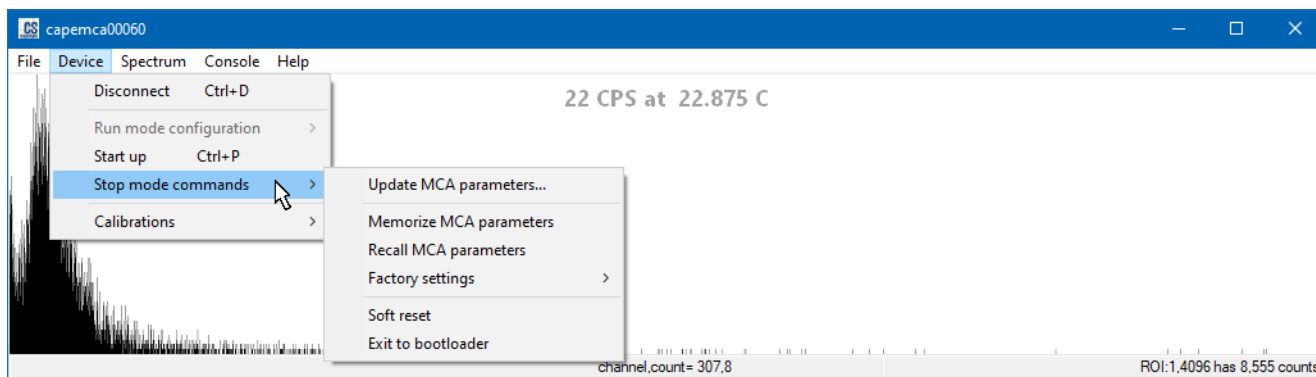 CS capemca00060
File Device Spectrum Console Help
22 CPS at 22.875 C
Disconnect Ctrl+D
Run mode configuration
Start up Ctrl+P
Stop mode commands
Calibrations
Update MCA parameters...
Memorize MCA parameters
Recall MCA parameters
Factory settings
Soft reset
Exit to bootloader
channel,count= 307,8 ROI:1,4096 has 8,555 counts